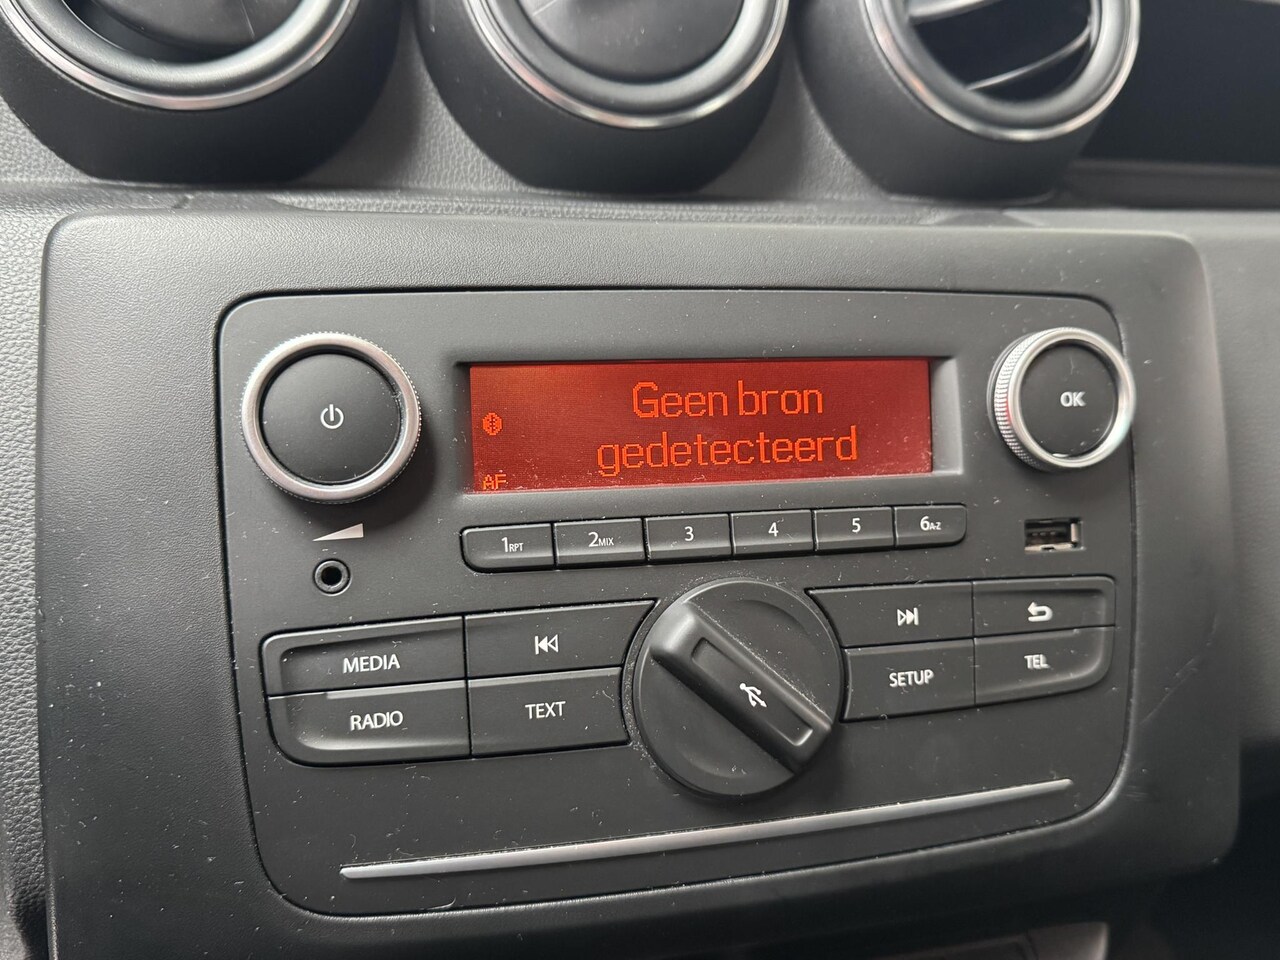 Geen bron
gedetecteerd
AF
OK
1RPT
2MIX
3
4
5
6A-Z
MEDIA
RADIO
TEXT
SETUP
TEL